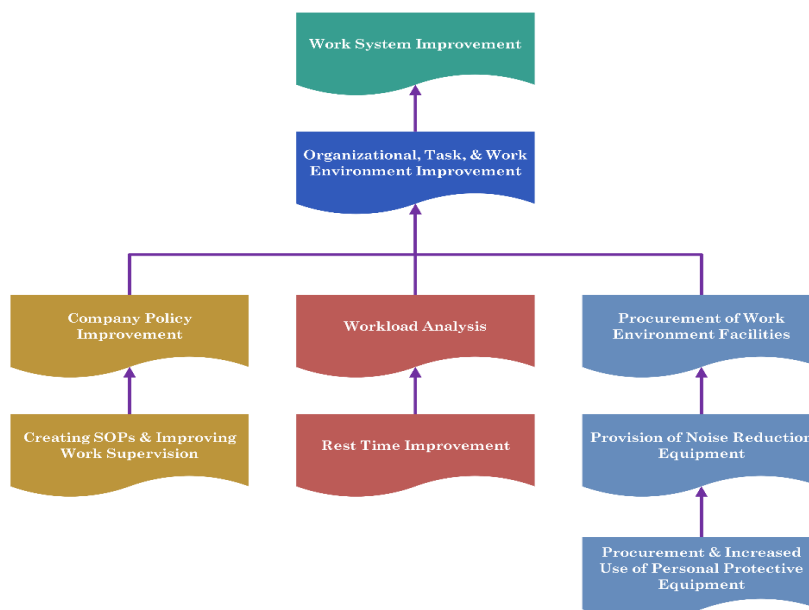 Work System Improvement
Organizational, Task, & Work
Environment Improvement
Company Policy
Improvement
Workload Analysis
Procurement of Work
Environment Facilities
Creating SOPs & Improving
Work Supervision
Rest Time Improvement
Provision of Noise Reduction
Equipment
Procurement & Increased
Use of Personal Protective
Equipment